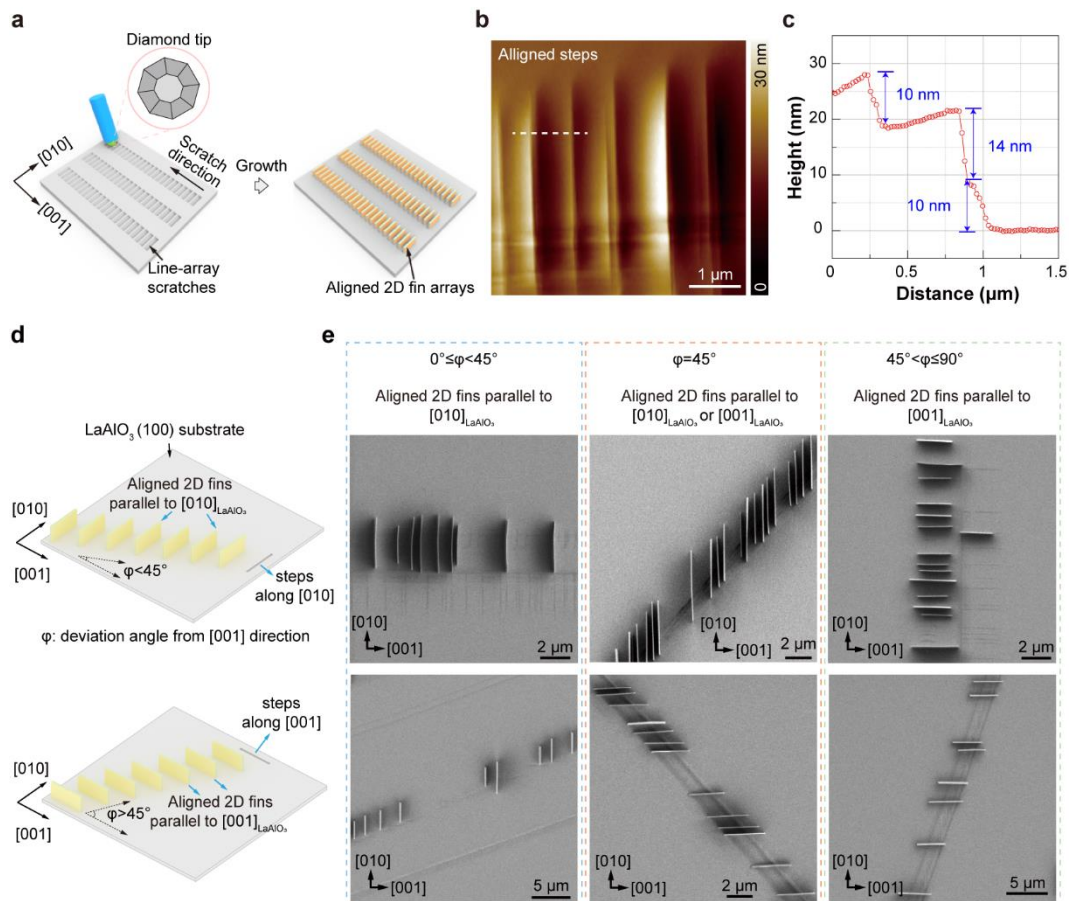 a
Diamond tip
[010]
[001]
Scratch
direction
Line-array
scratches
Growth
Aligned 2D fin arrays
b
Alligned steps
1 µm
30 nm
0
c
Height (nm)
30
20
10
0
10 nm
14 nm
10 nm
0
0.5
1
1.5
Distance (µm)
d
LaAlO3 (100) substrate
[010]
[001]
Aligned 2D fins
parallel to [010]LaAlO3
φ<45°
steps
along [010]
φ: deviation angle from [001] direction
steps
along [001]
[010]
[001]
φ>45°
Aligned 2D fins
parallel to [001]LaAlO3
e
0°≤φ<45°
Aligned 2D fins parallel to
[010]LaAlO3
[010]
[001]
2 µm
[010]
[001]
5 µm
φ=45°
Aligned 2D fins parallel to
[010]LaAlO3 or [001]LaAlO3
[010]
[001]
2 µm
[010]
[001]
2 µm
45°<φ≤90°
Aligned 2D fins parallel to
[001]LaAlO3
[010]
[001]
2 µm
[010]
[001]
5 µm